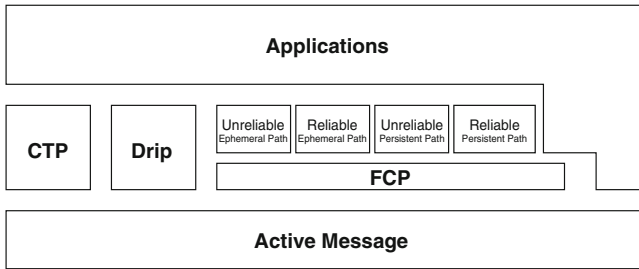 Applications
CTP
Drip
Unreliable
Ephemeral Path
Reliable
Ephemeral Path
Unreliable
Persistent Path
Reliable
Persistent Path
FCP
Active Message